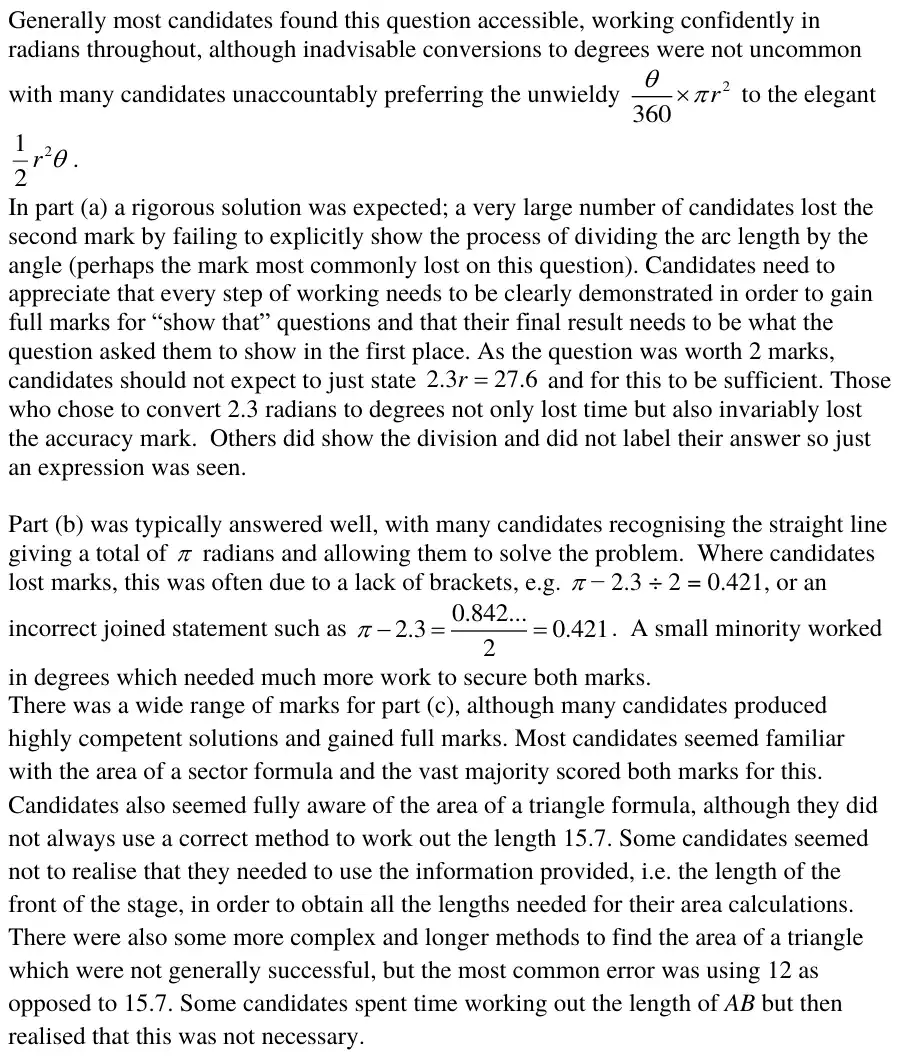 Generally most candidates found this question accessible, working confidently in
radians throughout, although inadvisable conversions to degrees were not uncommon
with many candidates unaccountably preferring the unwieldy θ/360 × πr² to the elegant
1/2 r²θ .
In part (a) a rigorous solution was expected; a very large number of candidates lost the
second mark by failing to explicitly show the process of dividing the arc length by the
angle (perhaps the mark most commonly lost on this question). Candidates need to
appreciate that every step of working needs to be clearly demonstrated in order to gain
full marks for “show that” questions and that their final result needs to be what the
question asked them to show in the first place. As the question was worth 2 marks,
candidates should not expect to just state 2.3r = 27.6 and for this to be sufficient. Those
who chose to convert 2.3 radians to degrees not only lost time but also invariably lost
the accuracy mark. Others did show the division and did not label their answer so just
an expression was seen.
Part (b) was typically answered well, with many candidates recognising the straight line
giving a total of π radians and allowing them to solve the problem. Where candidates
lost marks, this was often due to a lack of brackets, e.g. π − 2.3 ÷ 2 = 0.421, or an
incorrect joined statement such as π − 2.3 = 0.842.../2 = 0.421. A small minority worked
in degrees which needed much more work to secure both marks.
There was a wide range of marks for part (c), although many candidates produced
highly competent solutions and gained full marks. Most candidates seemed familiar
with the area of a sector formula and the vast majority scored both marks for this.
Candidates also seemed fully aware of the area of a triangle formula, although they did
not always use a correct method to work out the length 15.7. Some candidates seemed
not to realise that they needed to use the information provided, i.e. the length of the
front of the stage, in order to obtain all the lengths needed for their area calculations.
There were also some more complex and longer methods to find the area of a triangle
which were not generally successful, but the most common error was using 12 as
opposed to 15.7. Some candidates spent time working out the length of AB but then
realised that this was not necessary.